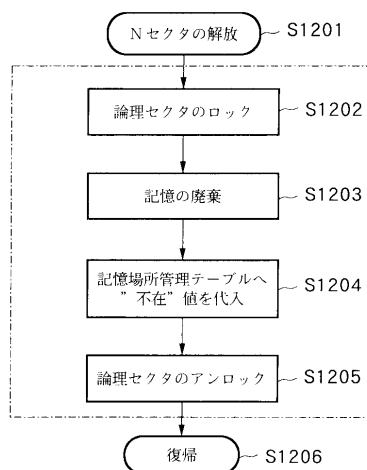 Nセクタの解放
S1201
論理セクタのロック
S1202
記憶の廃棄
S1203
記憶場所管理テーブルへ
”不在”値を代入
S1204
論理セクタのアンロック
S1205
復帰
S1206